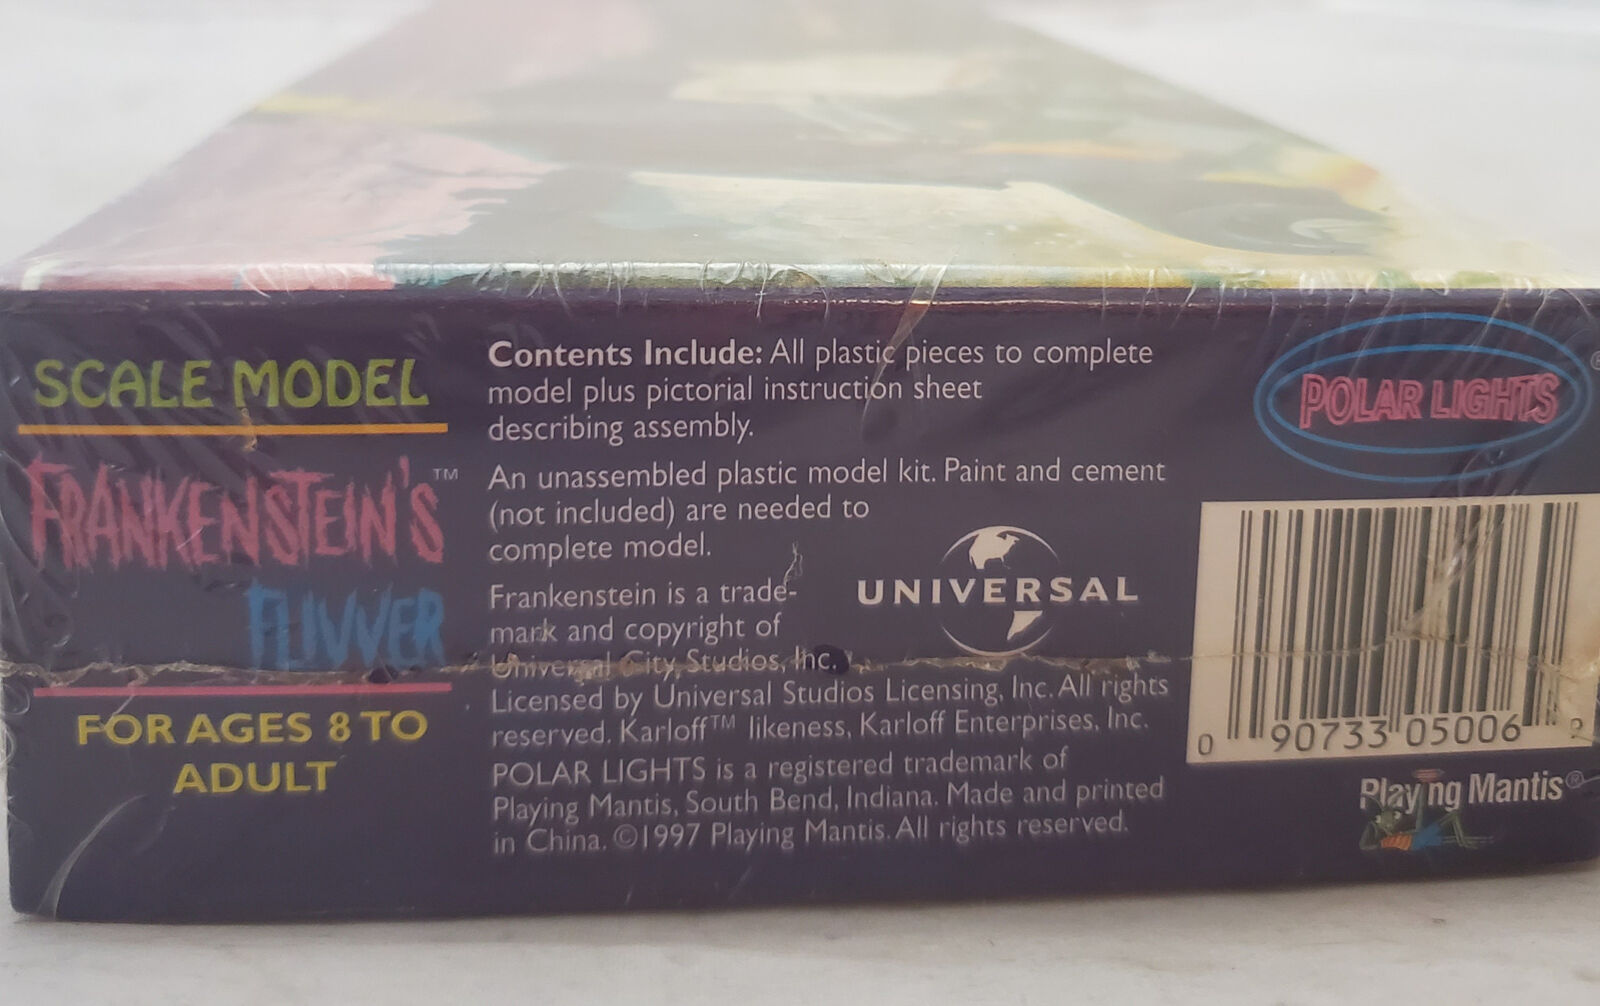 SCALE MODEL
FRANKENSTEIN'S™
FLIVVER
FOR AGES 8 TO
ADULT
Contents Include: All plastic pieces to complete
model plus pictorial instruction sheet
describing assembly.
An unassembled plastic model kit. Paint and cement
(not included) are needed to
complete model.
Frankenstein is a trade-
mark and copyright of
Universal City Studios, Inc.
Licensed by Universal Studios Licensing, Inc. All rights
reserved. Karloff™ likeness, Karloff Enterprises, Inc.
POLAR LIGHTS is a registered trademark of
Playing Mantis, South Bend, Indiana. Made and printed
in China. ©1997 Playing Mantis. All rights reserved.
UNIVERSAL
POLAR LIGHTS®
0 90733 05006 9
Playing Mantis®